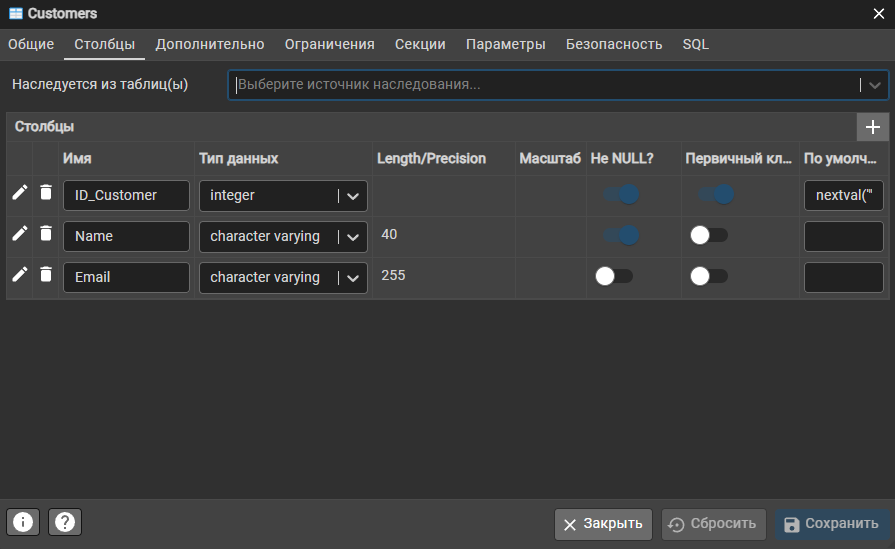 Customers
Общие Столбцы Дополнительно Ограничения Секции Параметры Безопасность SQL
Наследуется из таблиц(ы) Выберите источник наследования...
Столбцы
Имя Тип данных Length/Precision Масштаб Не NULL? Первичный кл... По умолч...
ID_Customer integer nextval('"
Name character varying 40
Email character varying 255
Закрыть Сбросить Сохранить